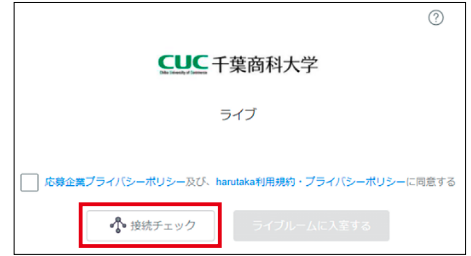 ?
CUC 千葉商科大学
Chiba University of Commerce
ライブ
応募企業プライバシーポリシー及び、harutaka利用規約・プライバシーポリシーに同意する
接続チェック
ライブルームに入室する